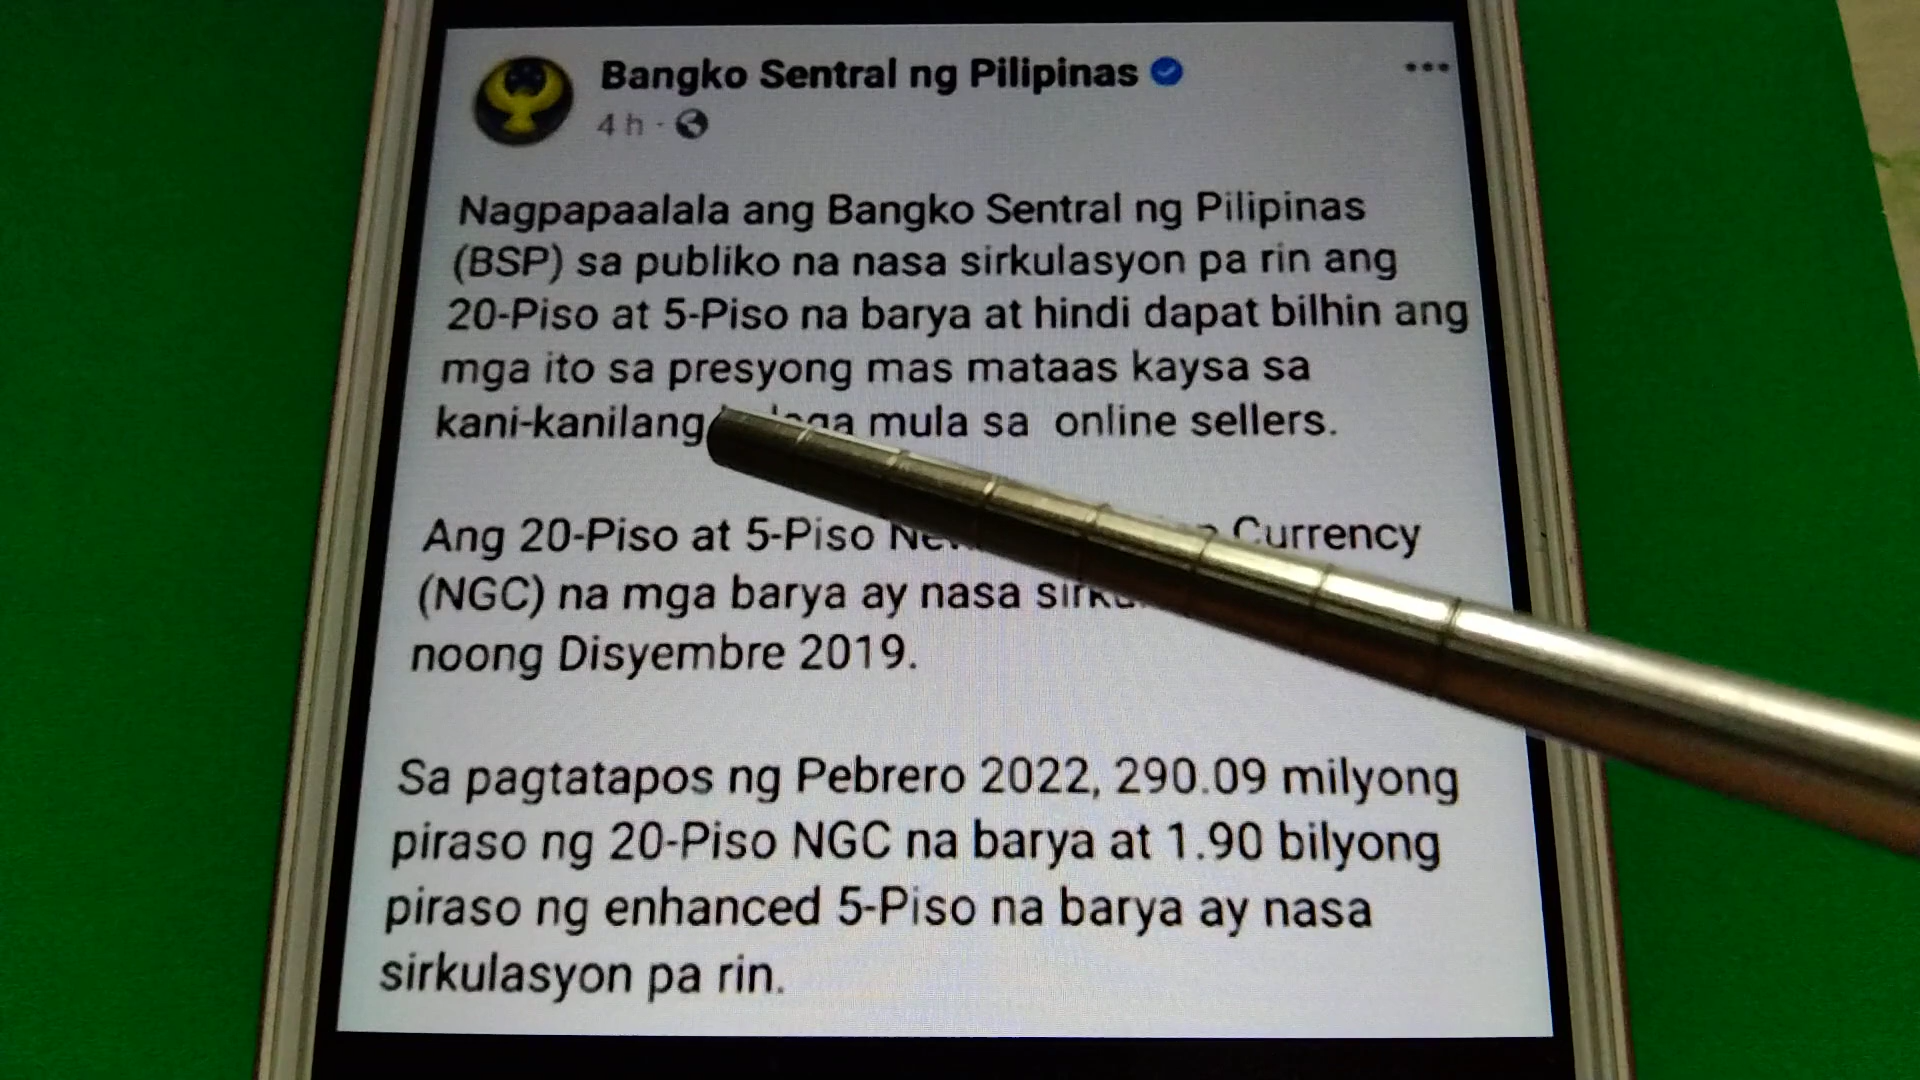 Bangko Sentral ng Pilipinas
4 h ·
Nagpapaalala ang Bangko Sentral ng Pilipinas
(BSP) sa publiko na nasa sirkulasyon pa rin ang
20-Piso at 5-Piso na barya at hindi dapat bilhin ang
mga ito sa presyong mas mataas kaysa sa
kani-kanilang mula sa online sellers.
Ang 20-Piso at 5-Piso Currency
(NGC) na mga barya ay nasa
noong Disyembre 2019.
Sa pagtatapos ng Pebrero 2022, 290.09 milyong
piraso ng 20-Piso NGC na barya at 1.90 bilyong
piraso ng enhanced 5-Piso na barya ay nasa
sirkulasyon pa rin.